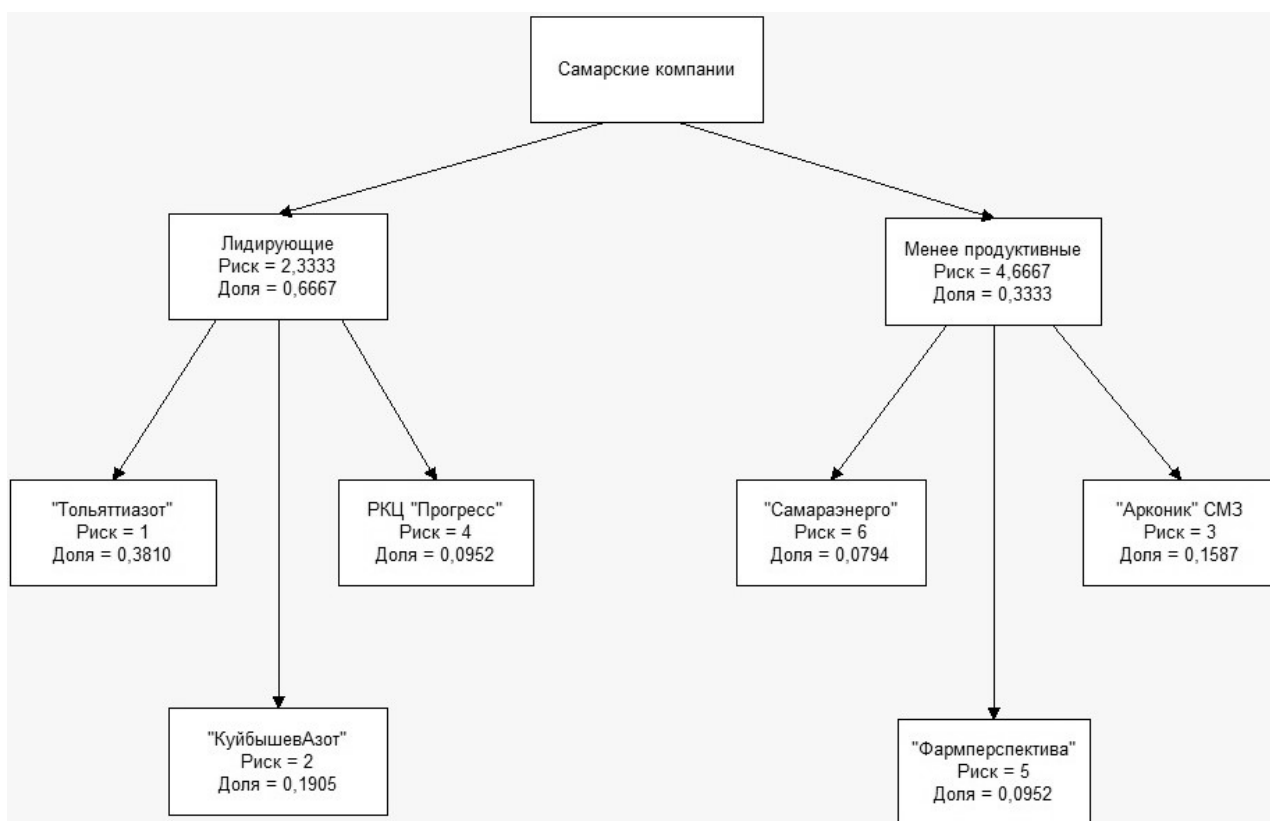 Самарские компании
Лидирующие
Риск = 2,3333
Доля = 0,6667
Менее продуктивные
Риск = 4,6667
Доля = 0,3333
"Тольяттиазот"
Риск = 1
Доля = 0,3810
РКЦ "Прогресс"
Риск = 4
Доля = 0,0952
"Самараэнерго"
Риск = 6
Доля = 0,0794
"Арконик" СМЗ
Риск = 3
Доля = 0,1587
"КуйбышевАзот"
Риск = 2
Доля = 0,1905
"Фармперспектива"
Риск = 5
Доля = 0,0952